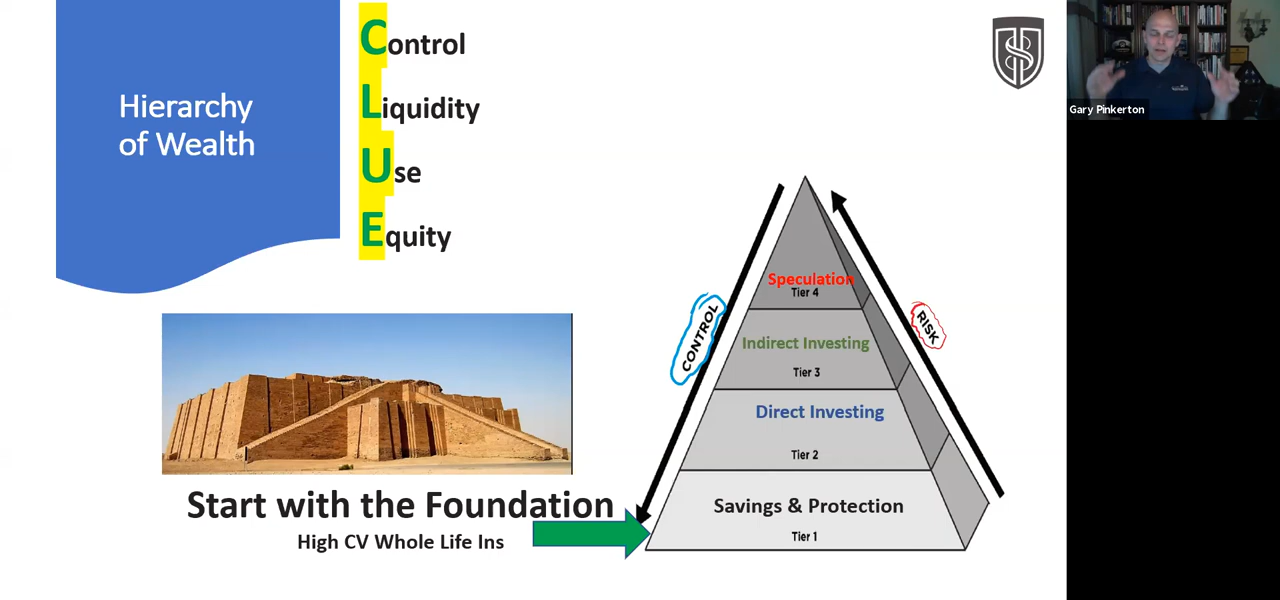 Hierarchy
of Wealth
Control
Liquidity
Use
Equity
Gary Pinkerton
CONTROL
RISK
Speculation
Tier 4
Indirect Investing
Tier 3
Direct Investing
Tier 2
Savings & Protection
Tier 1
Start with the Foundation
High CV Whole Life Ins